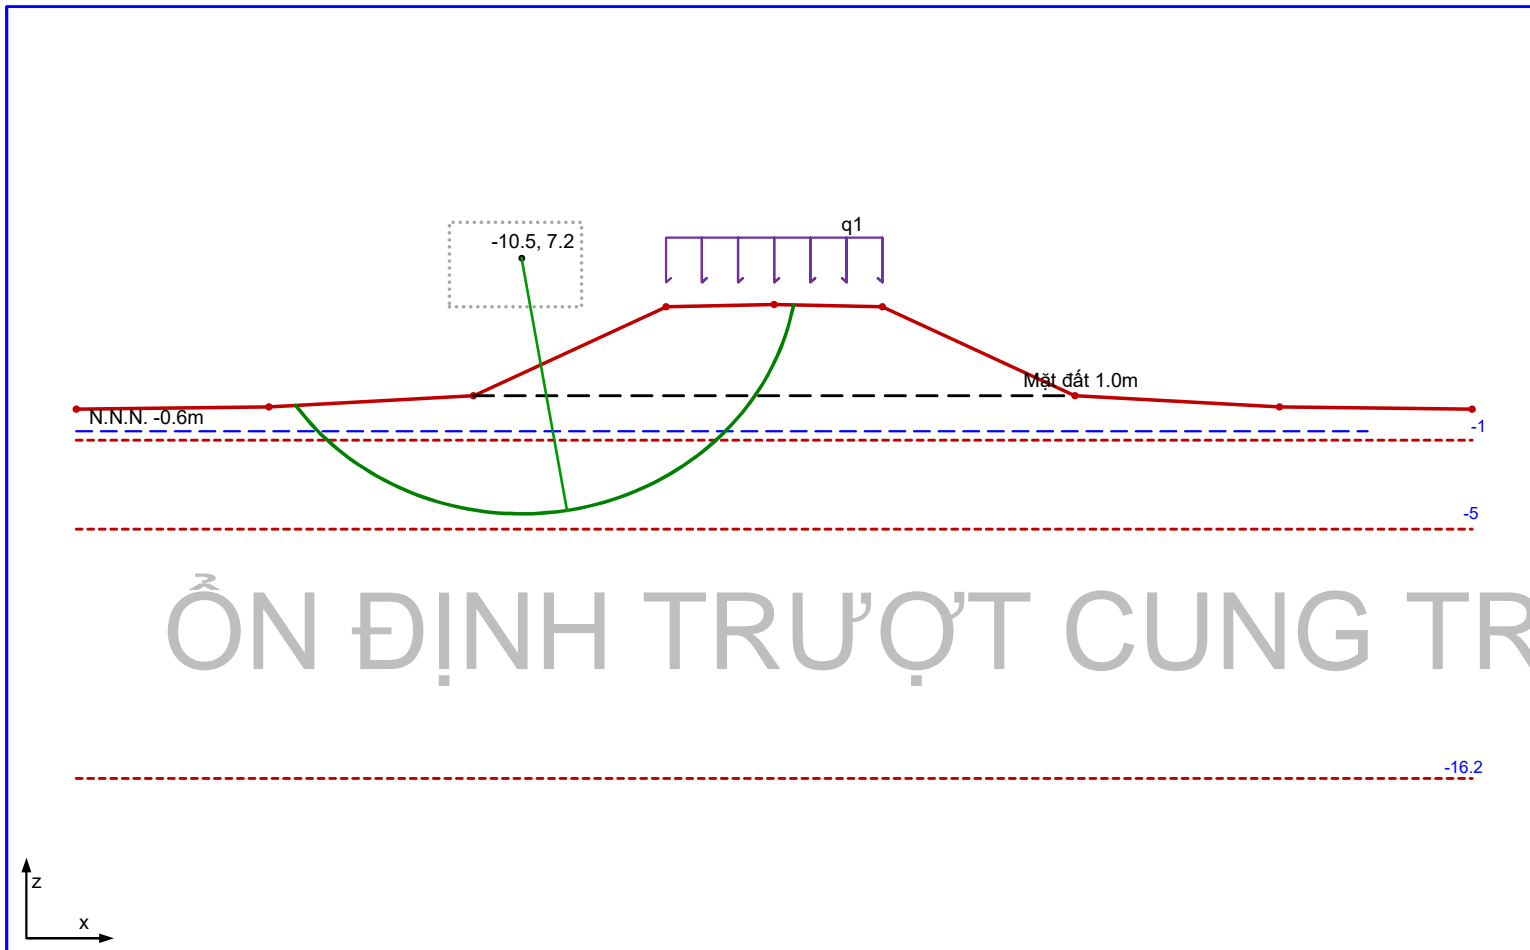 q1
-10.5, 7.2
Mặt đất 1.0m
N.N.N. -0.6m
-1
-5
ỔN ĐỊNH TRƯỢT CUNG TR
-16.2
z
x